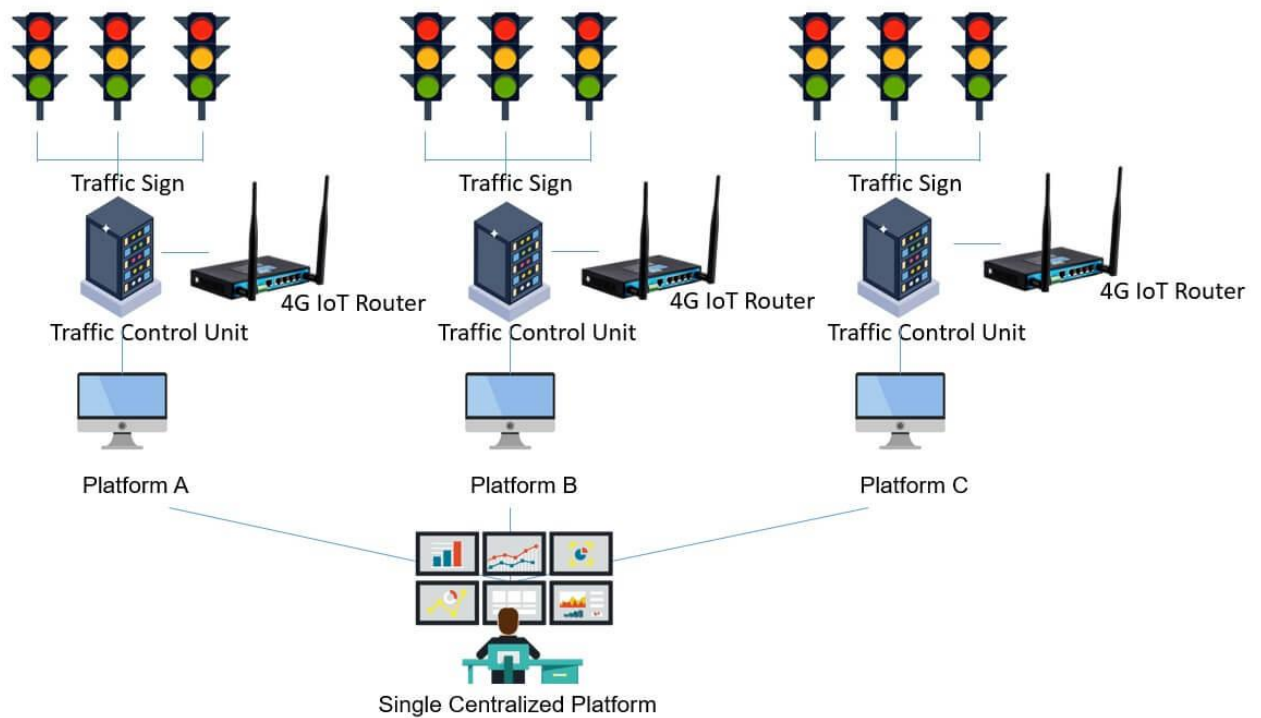 Traffic Sign
Traffic Sign
Traffic Sign
4G IoT Router
4G IoT Router
4G IoT Router
Traffic Control Unit
Traffic Control Unit
Traffic Control Unit
Platform A
Platform B
Platform C
Single Centralized Platform